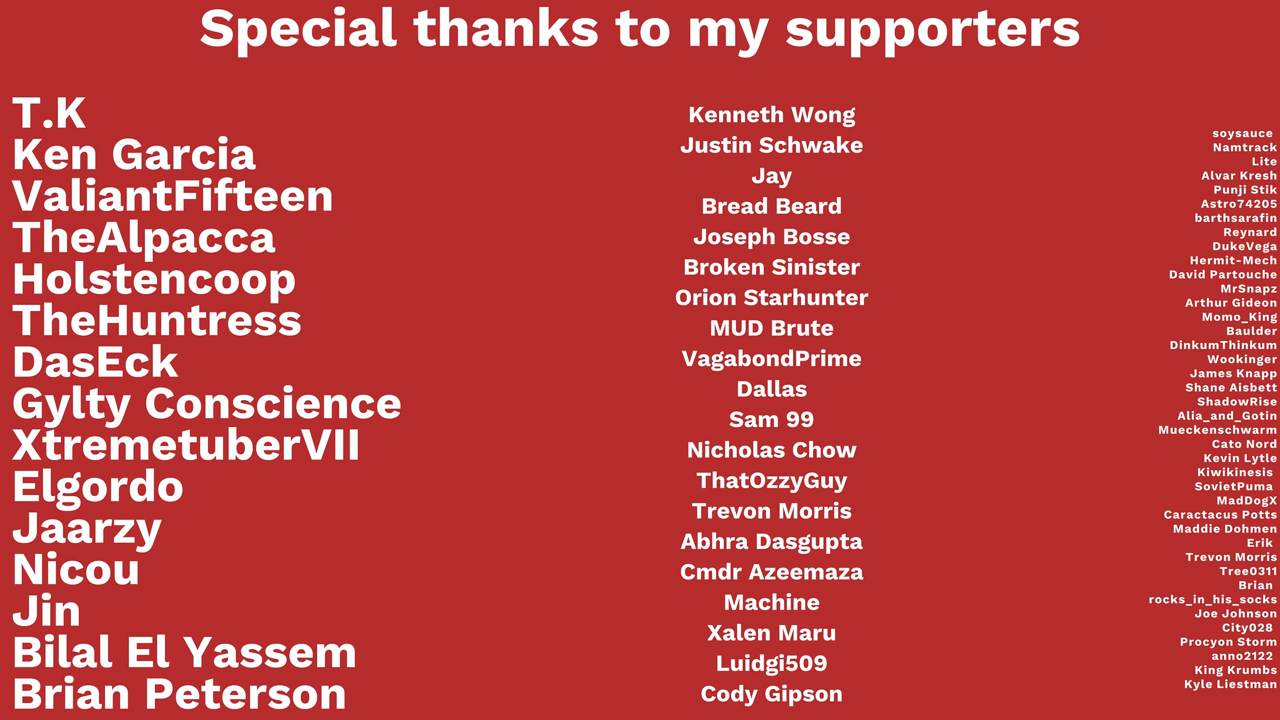 Special thanks to my supporters
T.K
Ken Garcia
ValiantFifteen
TheAlpacca
Holstencoop
TheHuntress
DasEck
Gylty Conscience
XtremetuberVII
Elgordo
Jaarzy
Nicou
Jin
Bilal El Yassem
Brian Peterson
Kenneth Wong
Justin Schwake
Jay
Bread Beard
Joseph Bosse
Broken Sinister
Orion Starhunter
MUD Brute
VagabondPrime
Dallas
Sam 99
Nicholas Chow
ThatOzzyGuy
Trevon Morris
Abhra Dasgupta
Cmdr Azeemaza
Machine
Xalen Maru
Luidgi509
Cody Gipson
soysauce
Namtrack
Lite
Alvar Kresh
Punji Stik
Astro74205
barthsarafin
Reynard
DukeVega
Hermit-Mech
David Partouche
MrSnapz
Arthur Gideon
Momo_King
Baulder
DinkumThinkum
Wookinger
James Knapp
Shane Aisbett
ShadowRise
Alia_and_Gotin
Mueckenschwarm
Cato Nord
Kevin Lytle
Kiwikinesis
SovietPuma
MadDogX
Caractacus Potts
Maddie Dohmen
Erik
Trevon Morris
Tree0311
Brian
rocks_in_his_socks
Joe Johnson
City028
Procyon Storm
anno2122
King Krumbs
Kyle Liestman